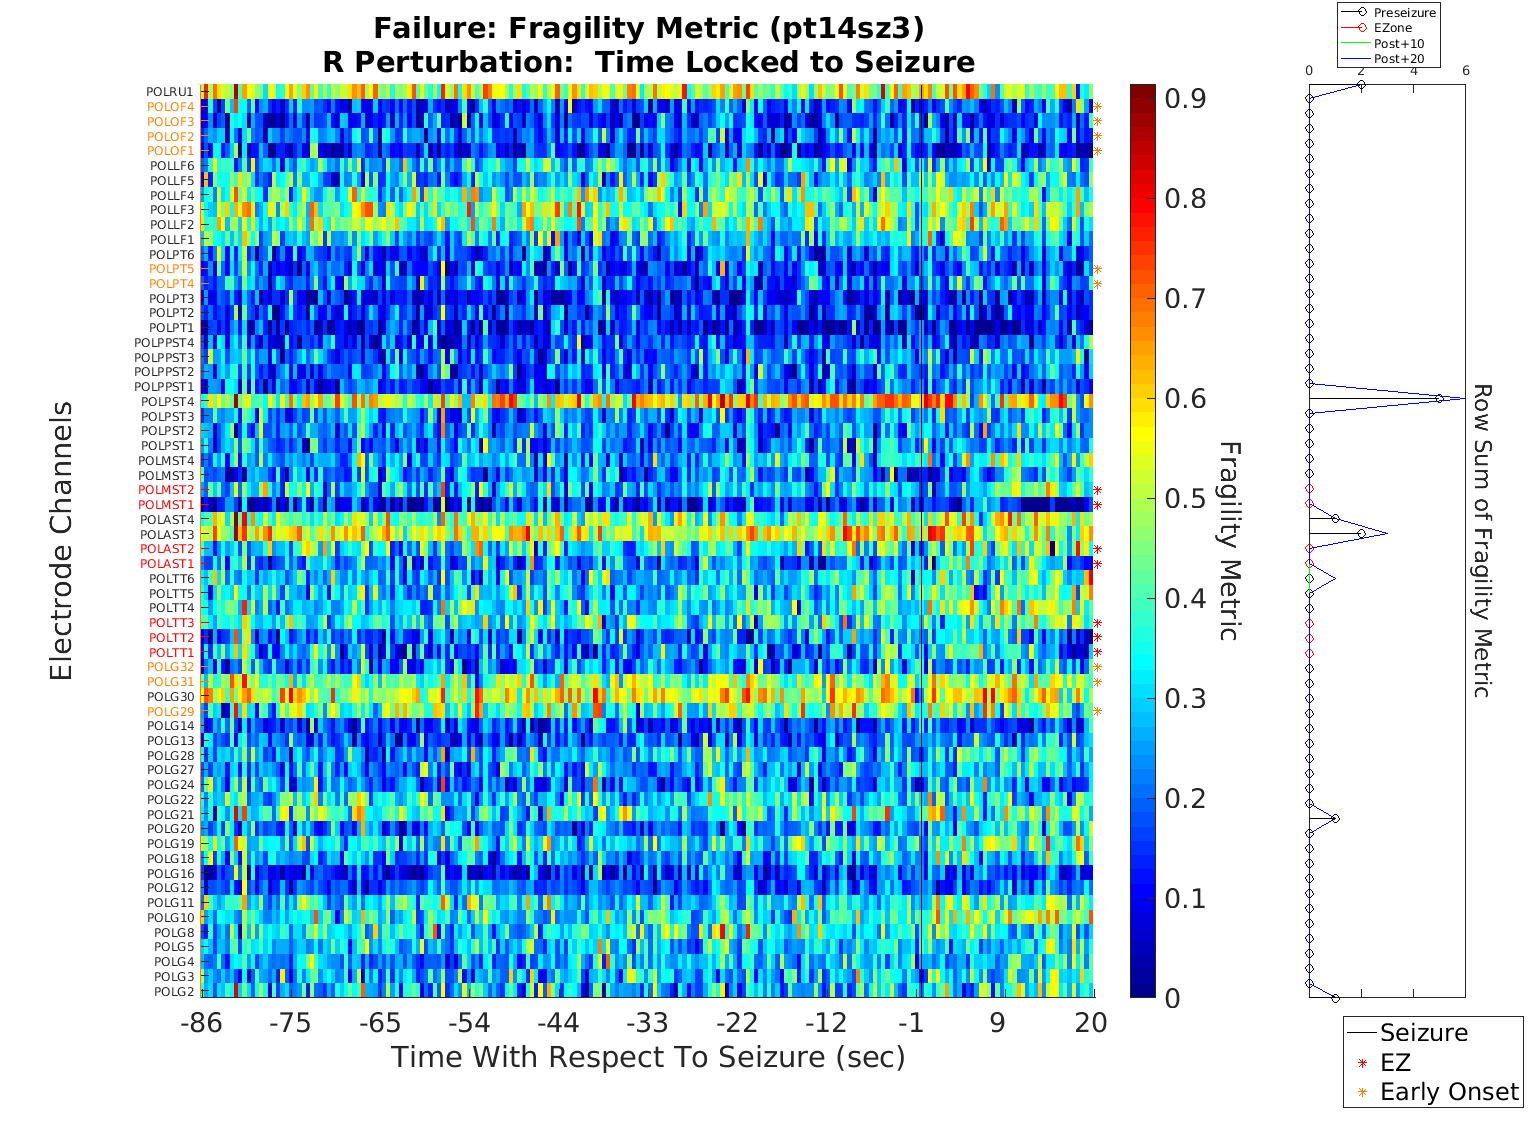 Failure: Fragility Metric (pt14sz3)
R Perturbation:  Time Locked to Seizure
Preseizure
EZone
Post+10
Post+20
0 2 4 6
Electrode Channels
POLRU1
POLOF4
POLOF3
POLOF2
POLOF1
POLLF6
POLLF5
POLLF4
POLLF3
POLLF2
POLLF1
POLPT6
POLPT5
POLPT4
POLPT3
POLPT2
POLPT1
POLPPST4
POLPPST3
POLPPST2
POLPPST1
POLPST4
POLPST3
POLPST2
POLPST1
POLMST4
POLMST3
POLMST2
POLMST1
POLAST4
POLAST3
POLAST2
POLAST1
POLTT6
POLTT5
POLTT4
POLTT3
POLTT2
POLTT1
POLG32
POLG31
POLG30
POLG29
POLG14
POLG13
POLG28
POLG27
POLG24
POLG22
POLG21
POLG20
POLG19
POLG18
POLG16
POLG12
POLG11
POLG10
POLG8
POLG5
POLG4
POLG3
POLG2
-86 -75 -65 -54 -44 -33 -22 -12 -1 9 20
Time With Respect To Seizure (sec)
0.9
0.8
0.7
0.6
0.5
0.4
0.3
0.2
0.1
0
Fragility Metric
Row Sum of Fragility Metric
Seizure
EZ
Early Onset